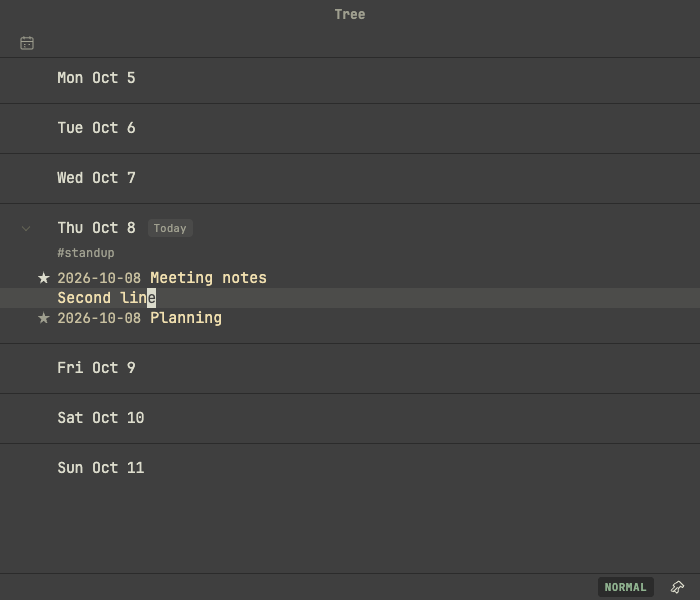 Tree
Mon Oct 5
Tue Oct 6
Wed Oct 7
Thu Oct 8 Today
#standup
★ 2026-10-08 Meeting notes
Second line
★ 2026-10-08 Planning
Fri Oct 9
Sat Oct 10
Sun Oct 11
NORMAL